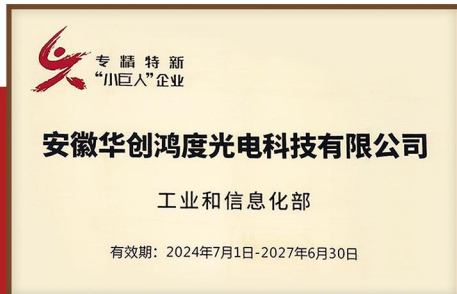 专精特新
“小巨人”企业
安徽华创鸿度光电科技有限公司
工业和信息化部
有效期：2024年7月1日-2027年6月30日